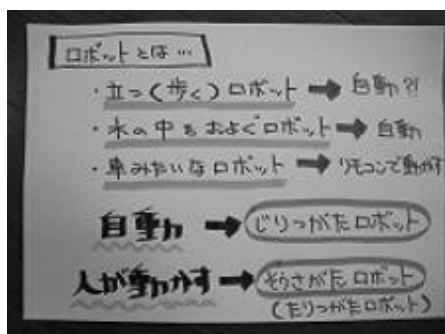 ロボットとは…
・立つ(歩く)ロボット➡自動?!
・水の中をおよぐロボット➡自動
・車みたいなロボット→リモコンで動かす
自動➡じりつがたロボット
人が動かす➡そうさがたロボット
(たりつがたロボット)